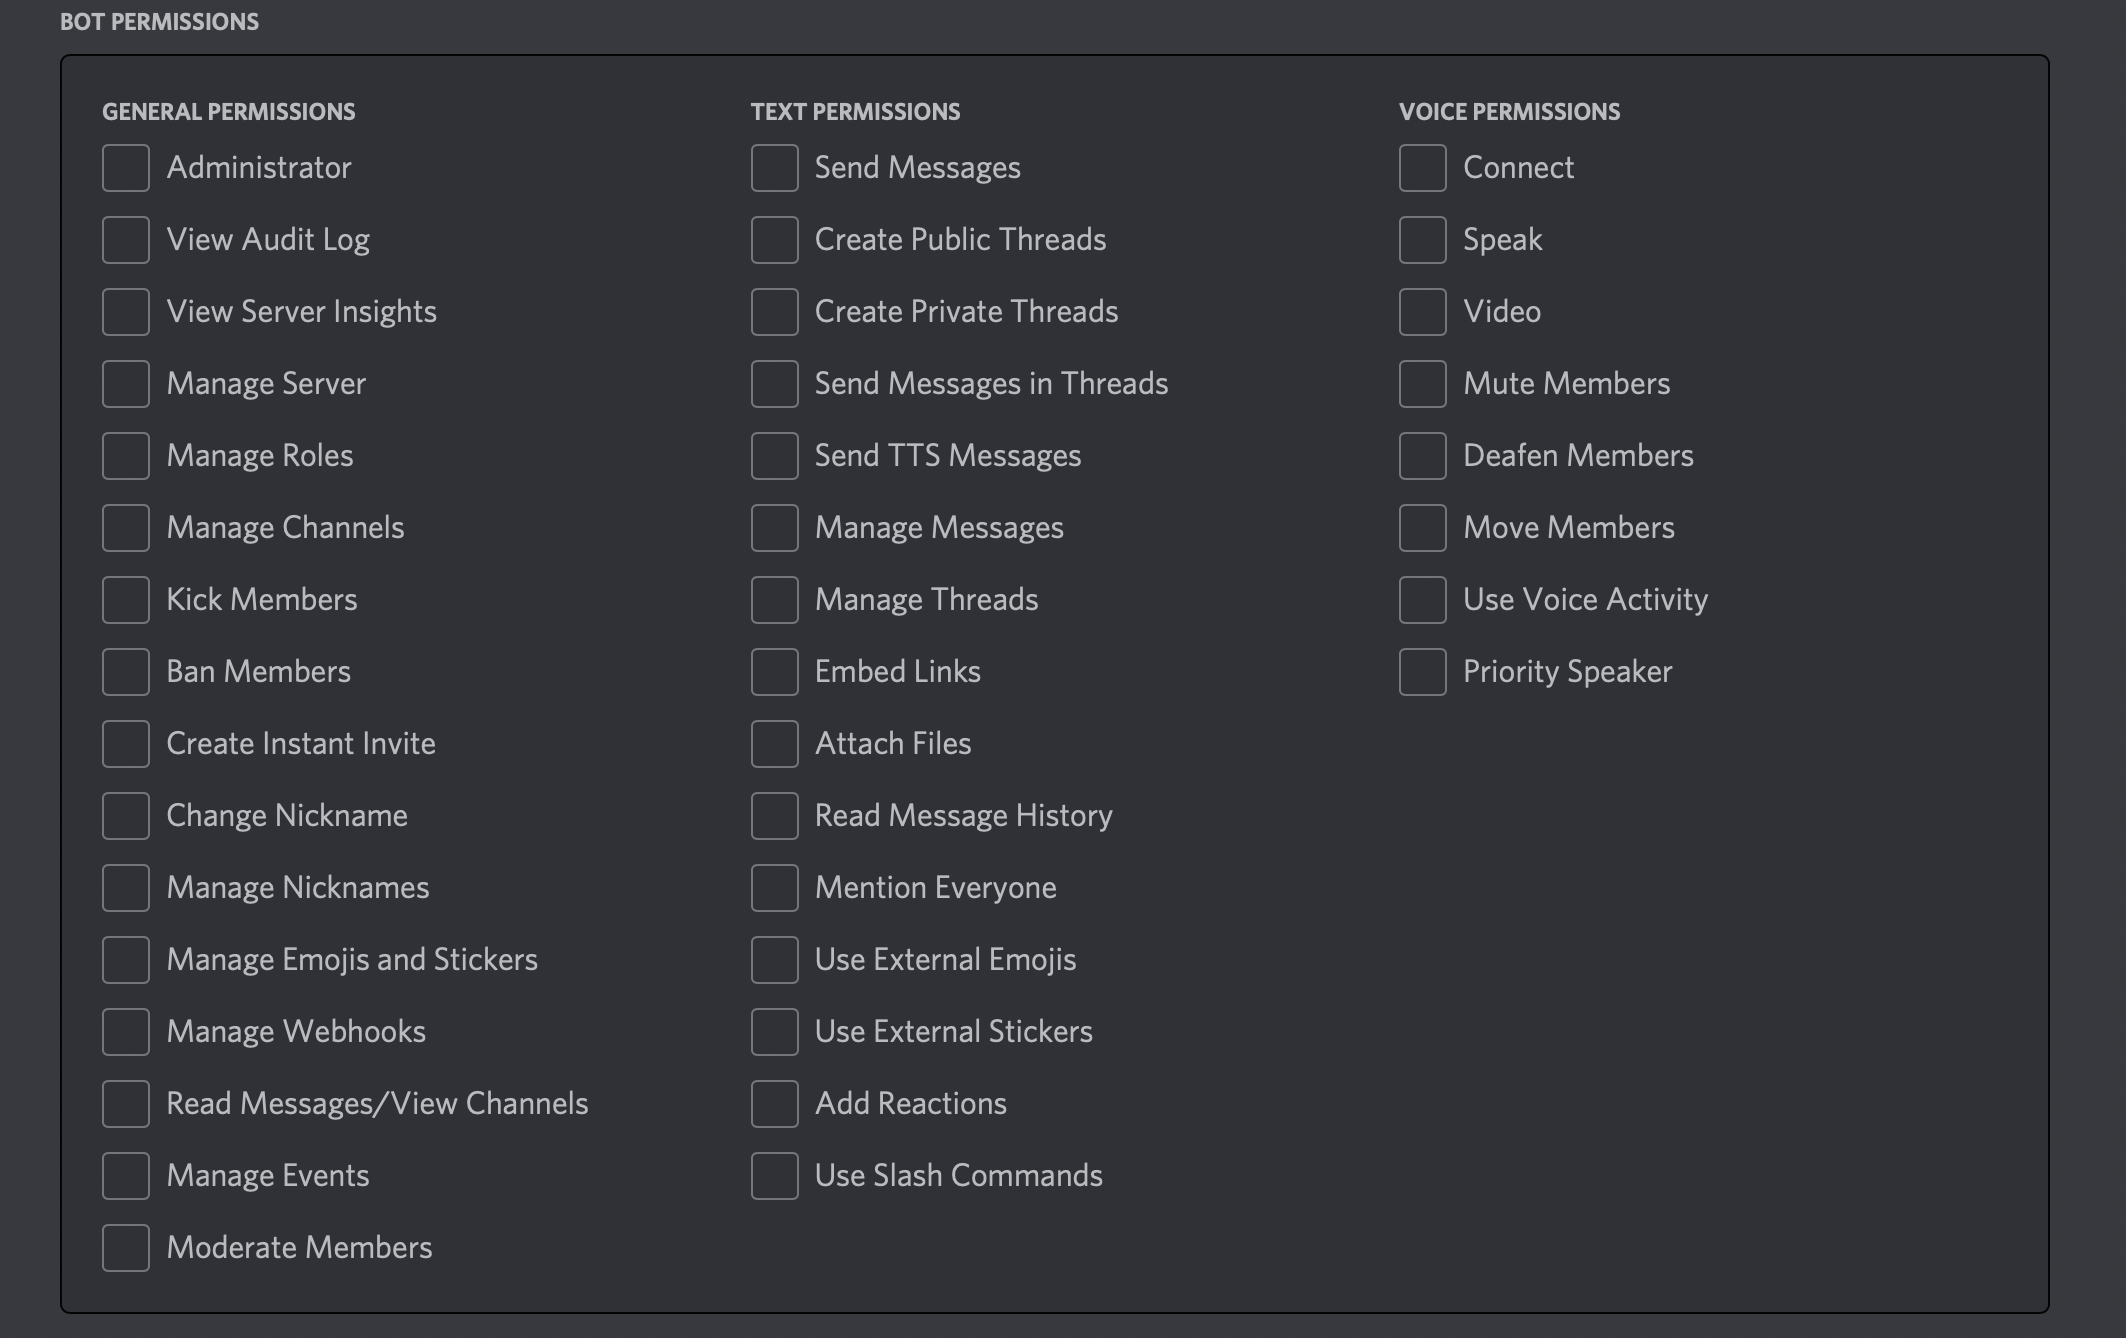 BOT PERMISSIONS
GENERAL PERMISSIONS
Administrator
View Audit Log
View Server Insights
Manage Server
Manage Roles
Manage Channels
Kick Members
Ban Members
Create Instant Invite
Change Nickname
Manage Nicknames
Manage Emojis and Stickers
Manage Webhooks
Read Messages/View Channels
Manage Events
Moderate Members
TEXT PERMISSIONS
Send Messages
Create Public Threads
Create Private Threads
Send Messages in Threads
Send TTS Messages
Manage Messages
Manage Threads
Embed Links
Attach Files
Read Message History
Mention Everyone
Use External Emojis
Use External Stickers
Add Reactions
Use Slash Commands
VOICE PERMISSIONS
Connect
Speak
Video
Mute Members
Deafen Members
Move Members
Use Voice Activity
Priority Speaker